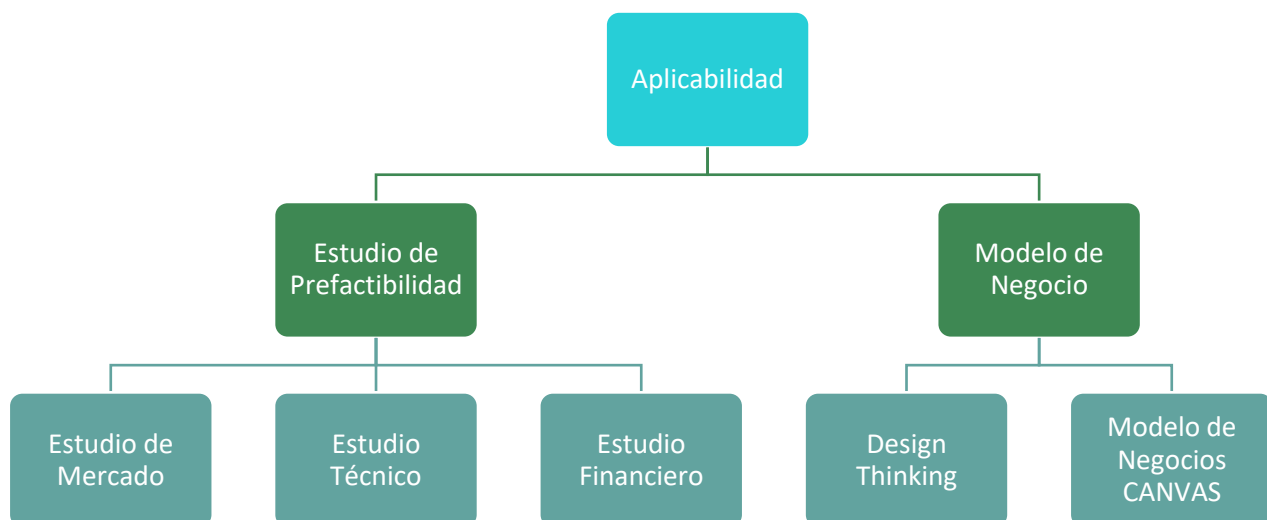 Aplicabilidad
Estudio de
Prefactibilidad
Modelo de
Negocio
Estudio de
Mercado
Estudio
Técnico
Estudio
Financiero
Design
Thinking
Modelo de
Negocios
CANVAS